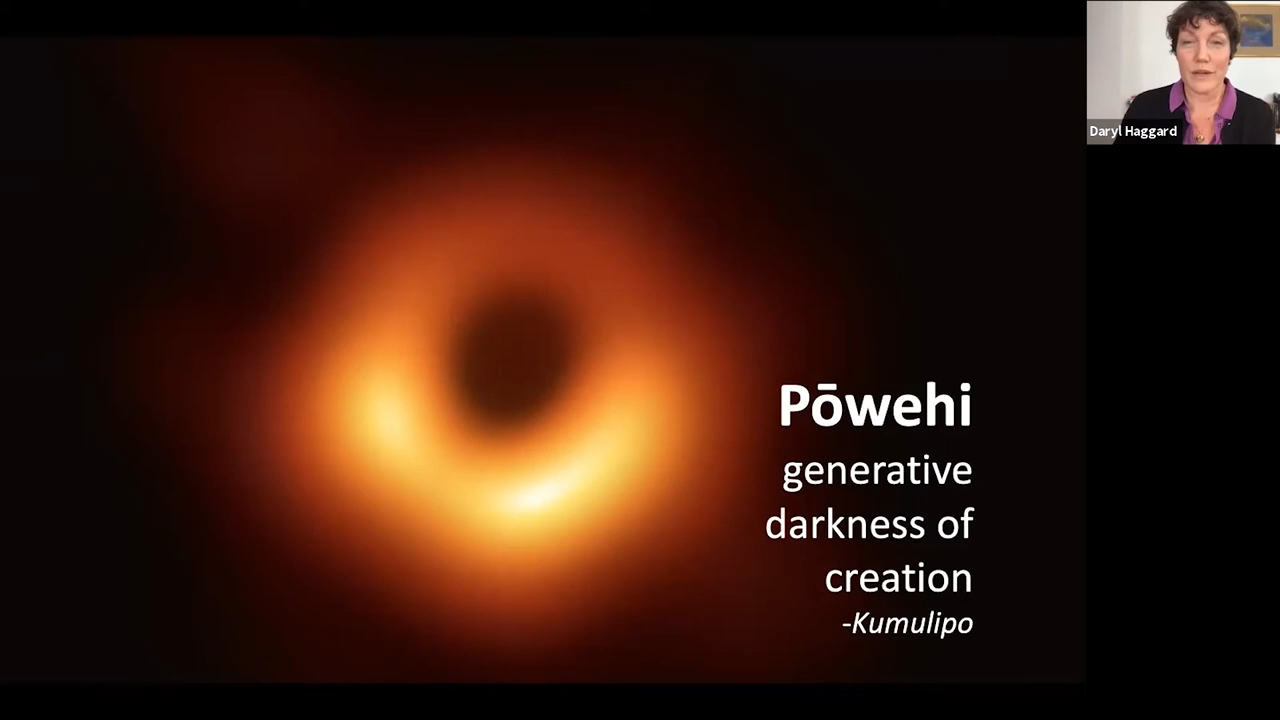 Daryl Haggard
Pōwehi
generative
darkness of
creation
-Kumulipo